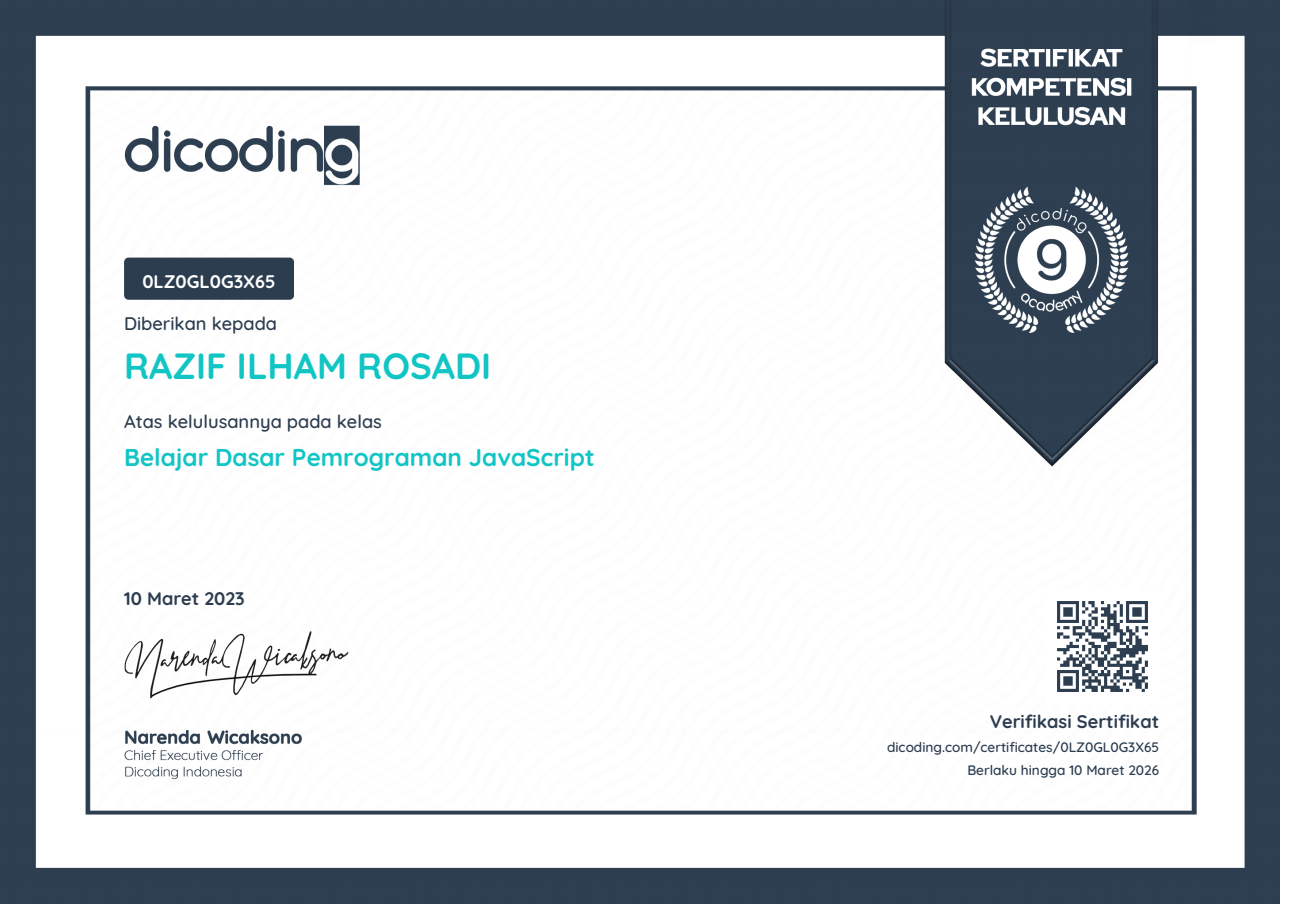 SERTIFIKAT
KOMPETENSI
KELULUSAN
dicoding
dicoding
academy
0LZ0GL0G3X65
Diberikan kepada
RAZIF ILHAM ROSADI
Atas kelulusannya pada kelas
Belajar Dasar Pemrograman JavaScript
10 Maret 2023
Narenda Wicaksono
Narenda Wicaksono
Chief Executive Officer
Dicoding Indonesia
Verifikasi Sertifikat
dicoding.com/certificates/0LZ0GL0G3X65
Berlaku hingga 10 Maret 2026